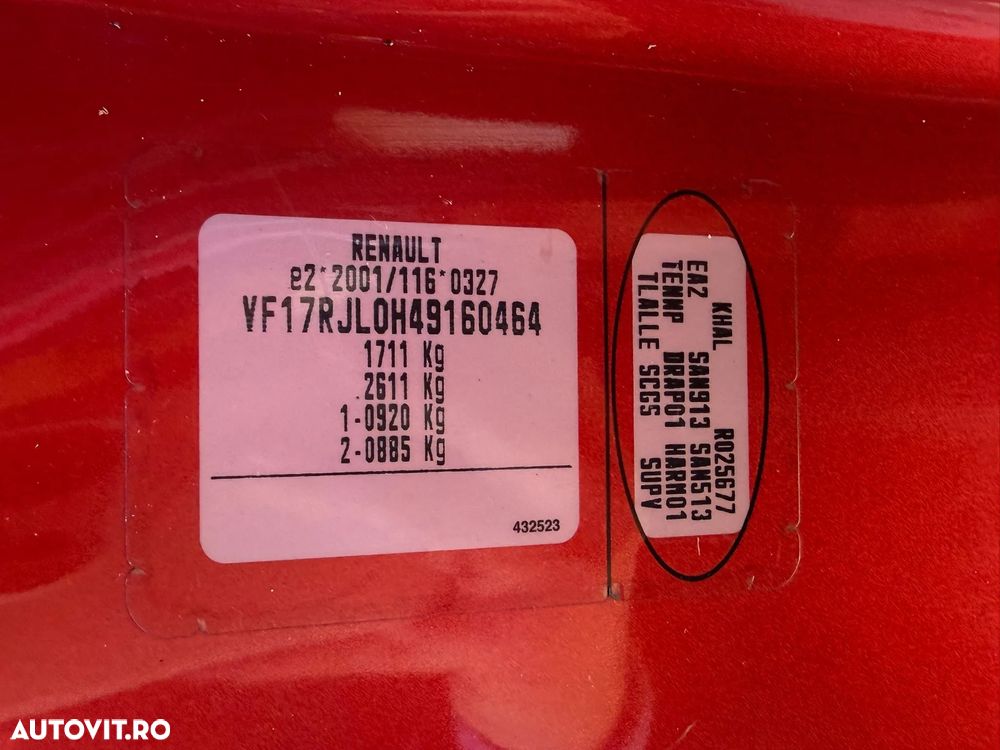 RENAULT
e2*2001/116*0327
VF17RJL0H49160464
1711 Kg
2611 Kg
1-0920 Kg
2-0885 Kg
432523
KHAL R025677
EA2 SAN913 SAN513
TENNP DRAP01 HARM01
TLALLE SCGS SUPV
AUTOVIT.RO